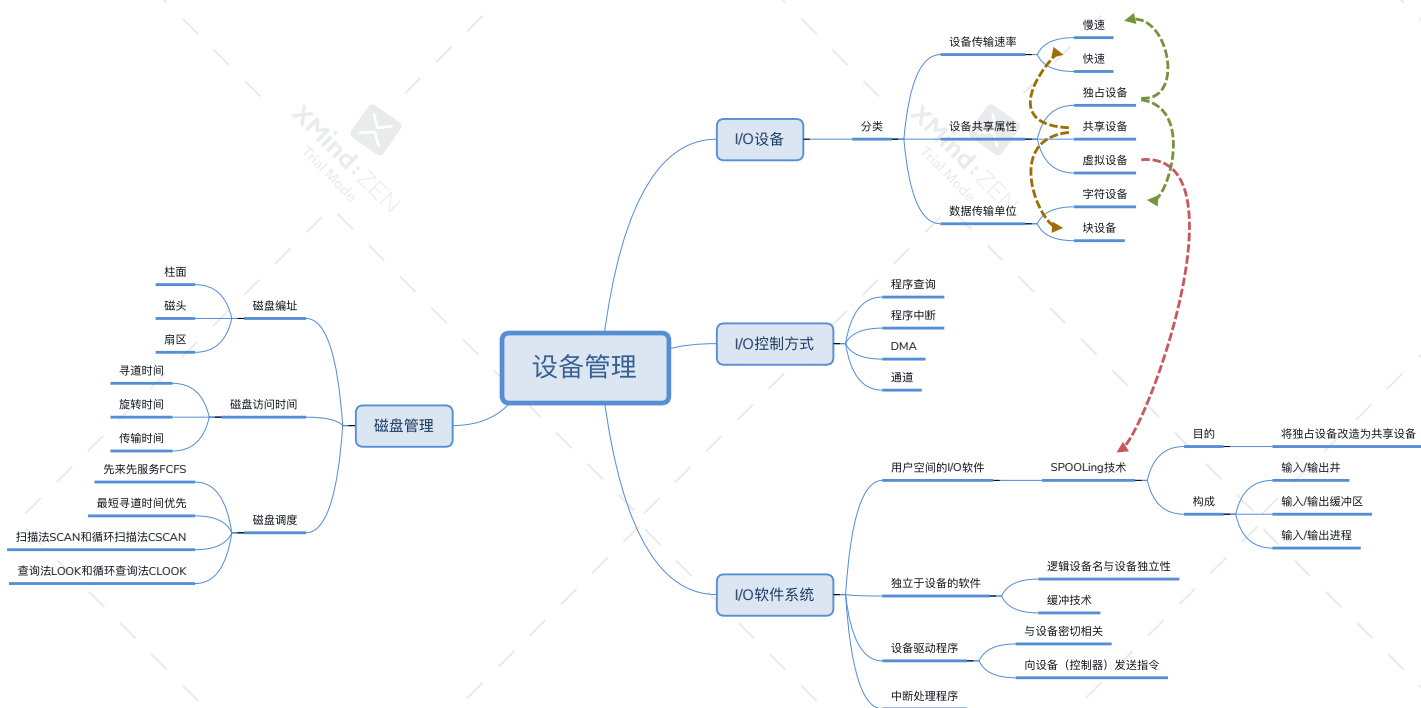 设备管理
I/O设备
分类
设备传输速率
慢速
快速
设备共享属性
独占设备
共享设备
虚拟设备
数据传输单位
字符设备
块设备
I/O控制方式
程序查询
程序中断
DMA
通道
I/O软件系统
用户空间的I/O软件
SPOOLing技术
目的
将独占设备改造为共享设备
构成
输入/输出井
输入/输出缓冲区
输入/输出进程
独立于设备的软件
逻辑设备名与设备独立性
缓冲技术
设备驱动程序
与设备密切相关
向设备（控制器）发送指令
中断处理程序
磁盘管理
磁盘编址
柱面
磁头
扇区
磁盘访问时间
寻道时间
旋转时间
传输时间
磁盘调度
先来先服务FCFS
最短寻道时间优先
扫描法SCAN和循环扫描法CSCAN
查询法LOOK和循环查询法CLOOK
XMind:ZEN
Trial Mode
XMind:ZEN
Trial Mode